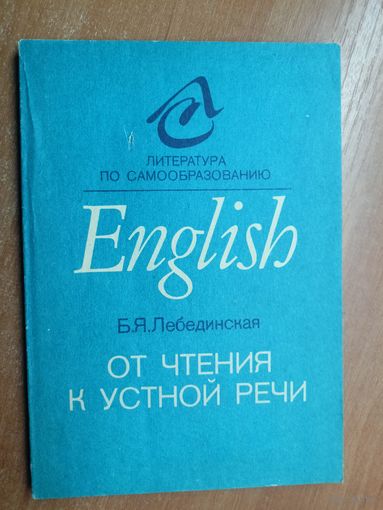 ЛИТЕРАТУРА
ПО САМООБРАЗОВАНИЮ
English
Б.Я.Лебединская
ОТ ЧТЕНИЯ
К УСТНОЙ РЕЧИ